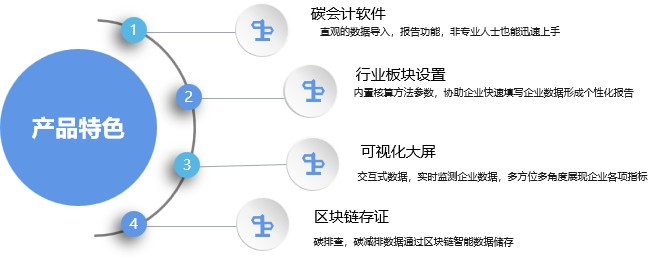 产品特色
1
碳会计软件
直观的数据导入，报告功能，非专业人士也能迅速上手
2
行业板块设置
内置核算方法参数，协助企业快速填写企业数据形成个性化报告
3
可视化大屏
交互式数据，实时监测企业数据，多方位多角度展现企业各项指标
4
区块链存证
碳排查，碳减排数据通过区块链智能数据储存